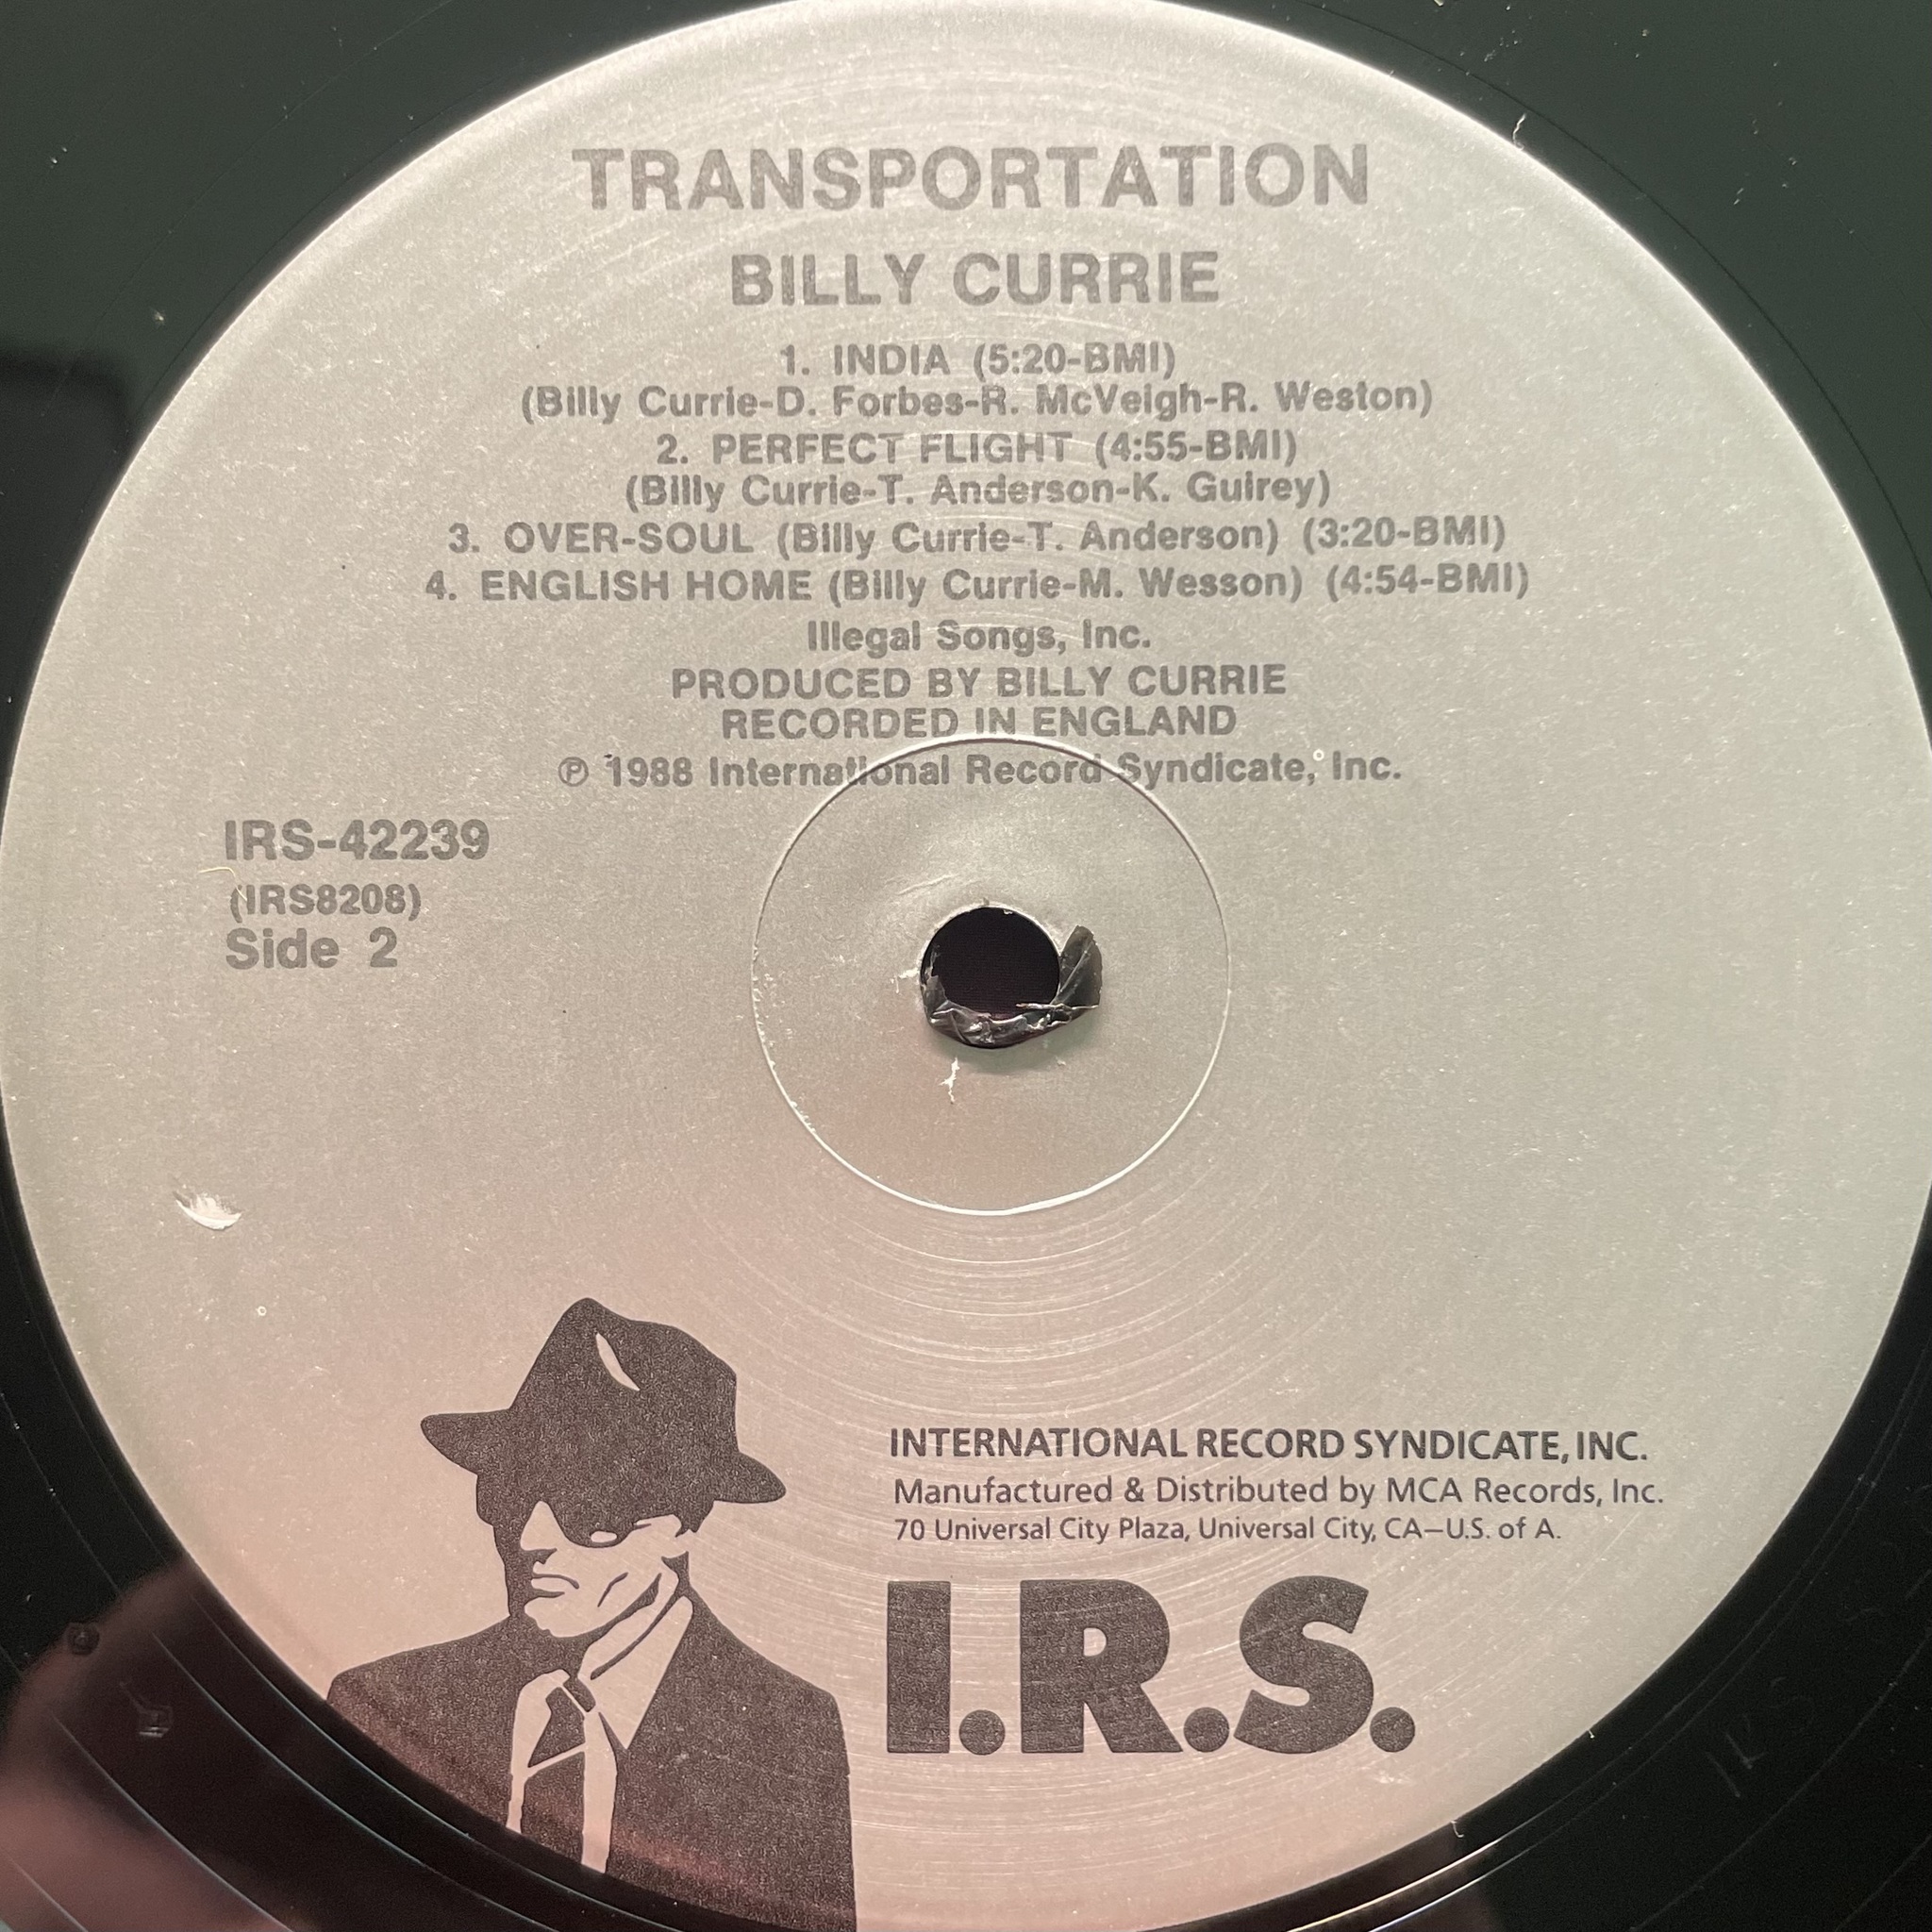 TRANSPORTATION
BILLY CURRIE
1. INDIA (5:20-BMI)
(Billy Currie-D. Forbes-R. McVeigh-R. Weston)
2. PERFECT FLIGHT (4:55-BMI)
(Billy Currie-T. Anderson-K. Guirey)
3. OVER-SOUL (Billy Currie-T. Anderson) (3:20-BMI)
4. ENGLISH HOME (Billy Currie-M. Wesson) (4:54-BMI)
Illegal Songs, Inc.
PRODUCED BY BILLY CURRIE
RECORDED IN ENGLAND
℗ 1988 International Record Syndicate, Inc.
IRS-42239
(IRS8208)
Side 2
INTERNATIONAL RECORD SYNDICATE, INC.
Manufactured & Distributed by MCA Records, Inc.
70 Universal City Plaza, Universal City, CA—U.S. of A.
I.R.S.